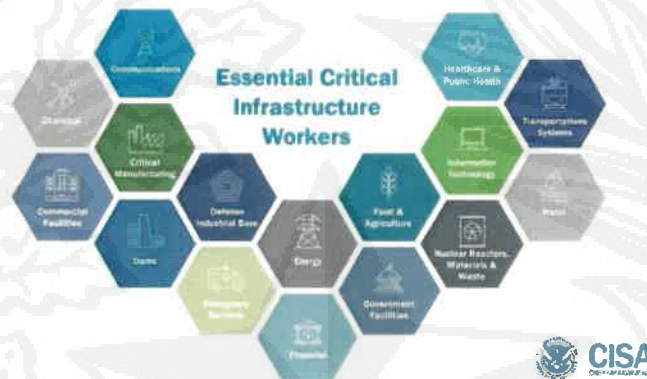 Essential Critical
Infrastructure
Workers
Communications
Healthcare &
Public Health
Chemical
Transportations
Systems
Critical
Manufacturing
Information
Technology
Commercial
Facilities
Defense
Industrial Base
Food &
Agriculture
Water
Dams
Energy
Nuclear Reactors,
Materials &
Waste
Emergency
Services
Government
Facilities
Financial
CISA